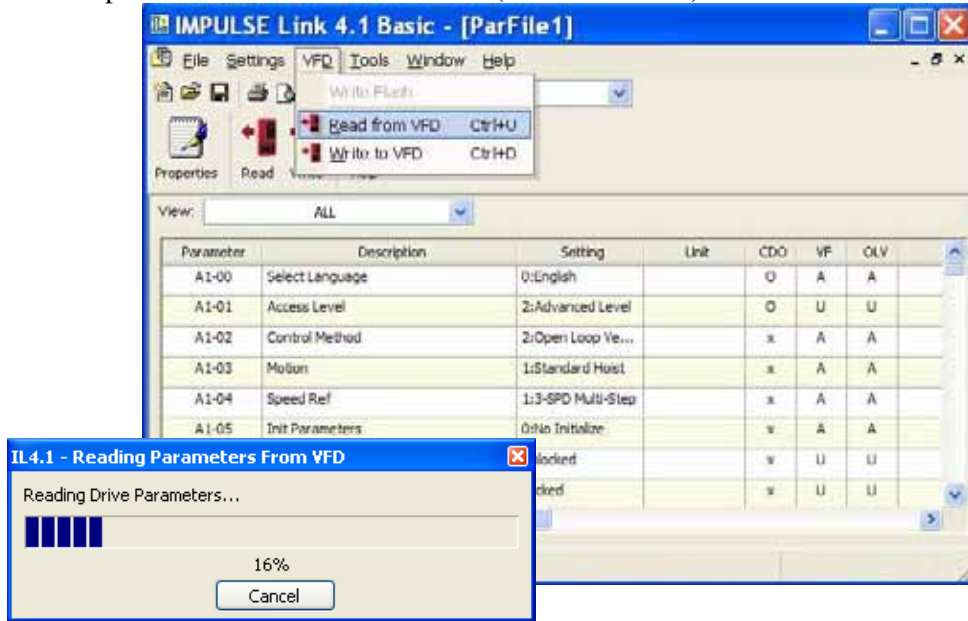 IMPULSE Link 4.1 Basic - [ParFile1]
File Settings VFD Tools Window Help
Write Flash
Read from VFD Ctrl+U
Write to VFD Ctrl+D
Properties Read
View: ALL
Parameter Description Setting Unit CDO VF OLV
A1-00 Select Language 0:English O A A
A1-01 Access Level 2:Advanced Level O U U
A1-02 Control Method 2:Open Loop Ve... x A A
A1-03 Motion 1:Standard Hoist x A A
A1-04 Speed Ref 1:3-SPD Multi-Step x A A
A1-05 Init Parameters 0:No Initialize x A A
x U U
x U U
IL4.1 - Reading Parameters From VFD
Reading Drive Parameters...
16%
Cancel